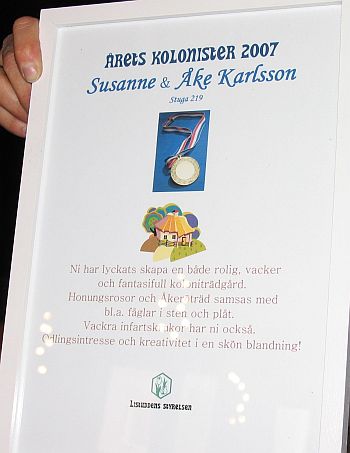 Årets kolonister 2007
Susanne & Åke Karlsson
Stuga 219
Ni har lyckats skapa en både rolig, vacker
och fantasifull koloniträdgård.
Honungsrosor och träd samsas med
bl.a. fåglar i sten och plåt.
Vackra har ni också.
Odlingsintresse och kreativitet i en skön blandning!
Lisuddens styrelsen